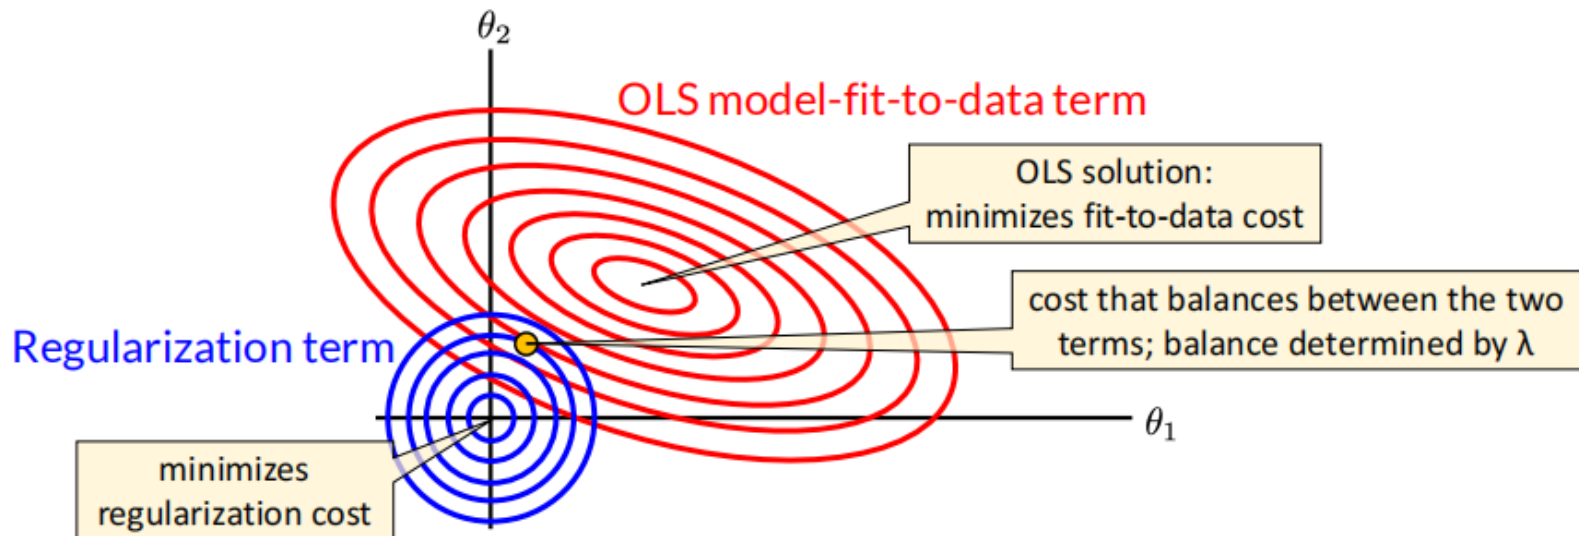 θ₂
OLS model-fit-to-data term
OLS solution:
minimizes fit-to-data cost
cost that balances between the two
terms; balance determined by λ
Regularization term
θ₁
minimizes
regularization cost